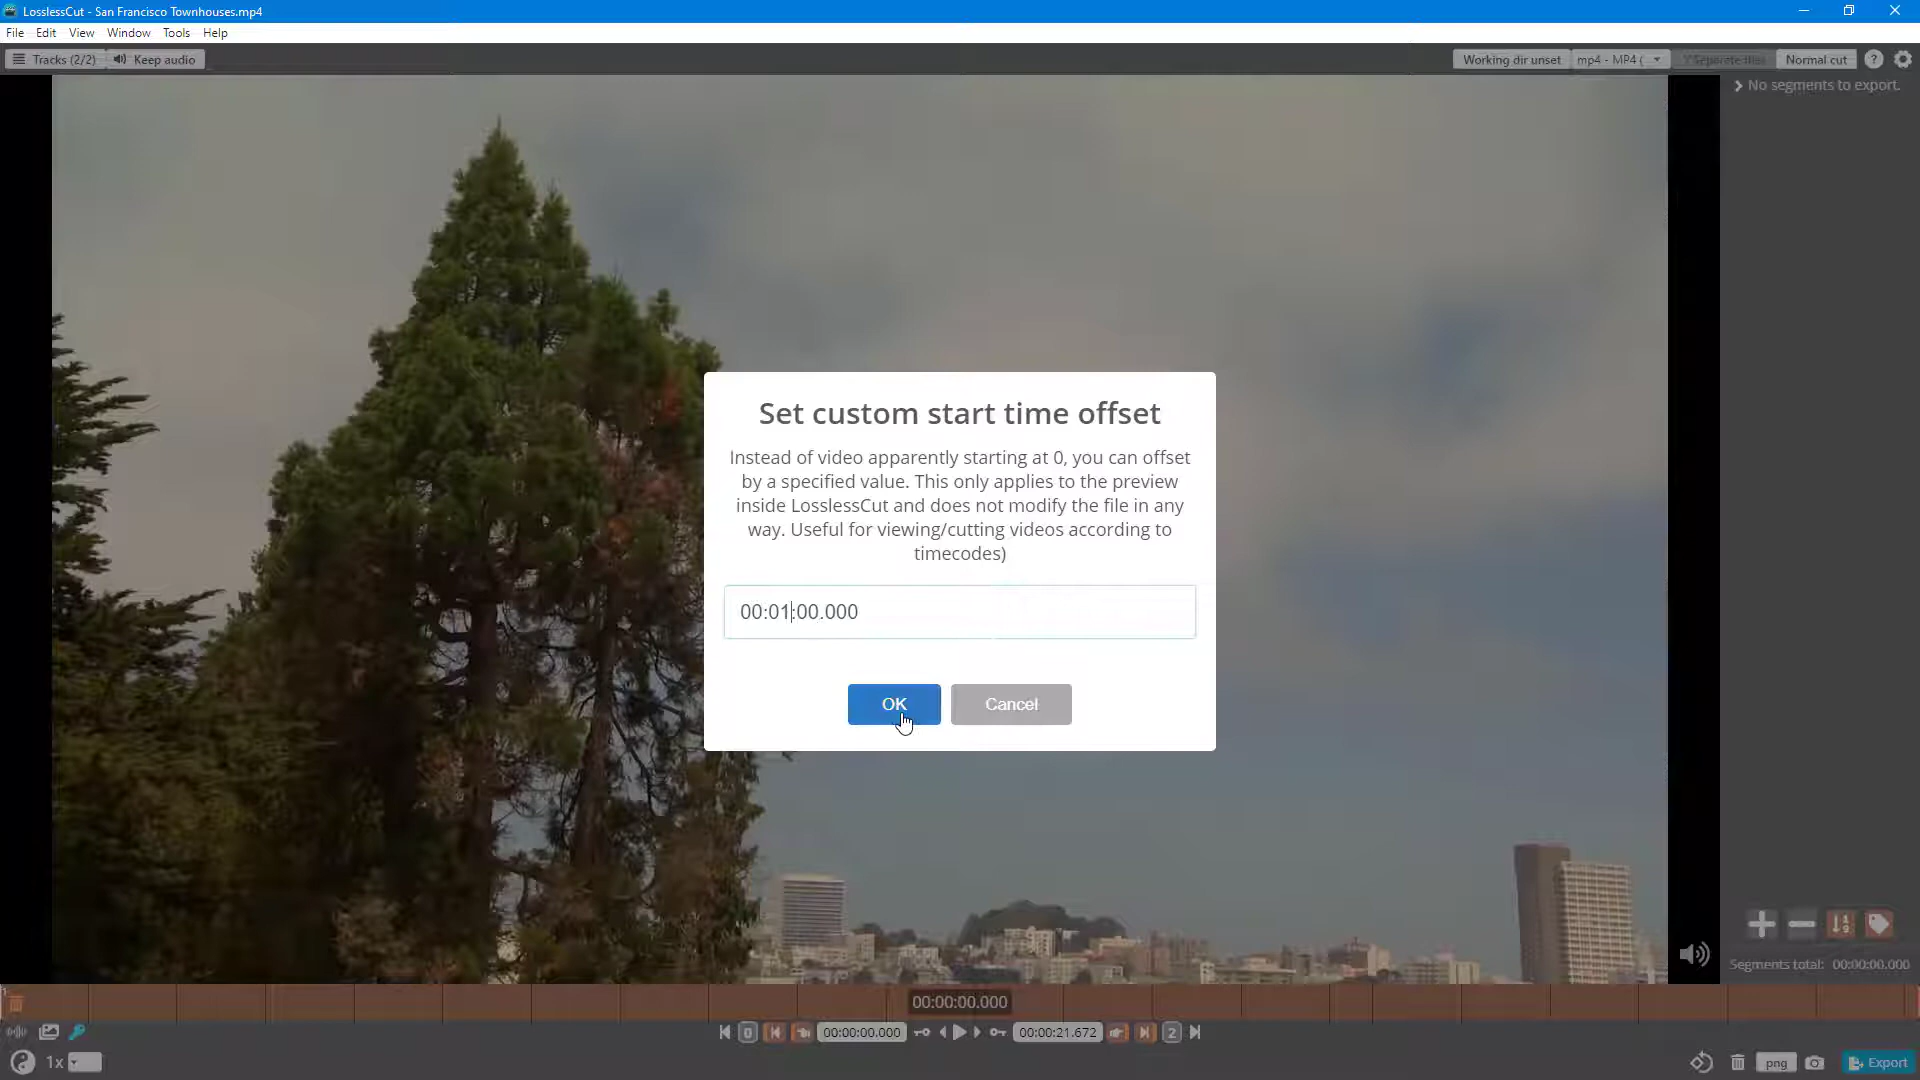 LosslessCut - San Francisco Townhouses.mp4
File Edit View Window Tools Help
Tracks (2/2) Keep audio
Working dir unset mp4 - MP4 ( Separate files Normal cut ?
No segments to export.
Set custom start time offset
Instead of video apparently starting at 0, you can offset
by a specified value. This only applies to the preview
inside LosslessCut and does not modify the file in any
way. Useful for viewing/cutting videos according to
timecodes)
00:01:00.000
OK Cancel
Segments total: 00:00:00.000
00:00:00.000
0 00:00:00.000 00:00:21.672 2
1x png Export